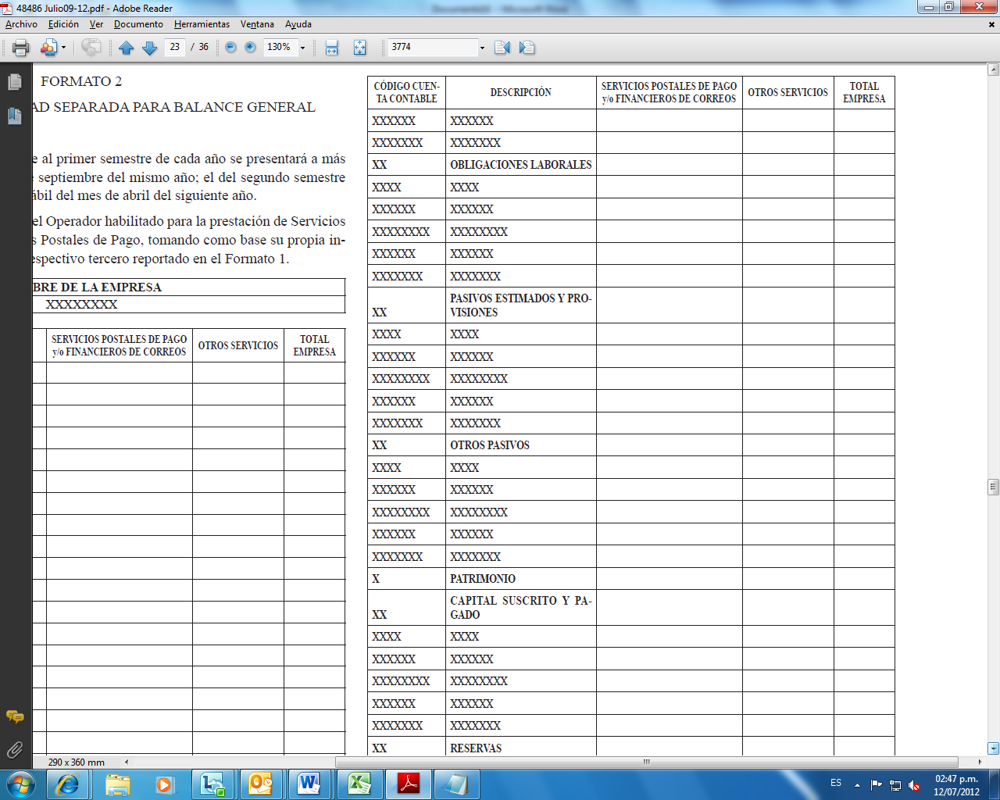 48486 Julio09-12.pdf - Adobe Reader
Archivo Edición Ver Documento Herramientas Ventana Ayuda
23 / 36 130% 3774
FORMATO 2
AD SEPARADA PARA BALANCE GENERAL
e al primer semestre de cada año se presentará a más
septiembre del mismo año; el del segundo semestre
ábil del mes de abril del siguiente año.
el Operador habilitado para la prestación de Servicios
s Postales de Pago, tomando como base su propia in-
espectivo tercero reportado en el Formato 1.
BRE DE LA EMPRESA
XXXXXXXX
SERVICIOS POSTALES DE PAGO y/o FINANCIEROS DE CORREOS OTROS SERVICIOS TOTAL EMPRESA
CÓDIGO CUEN- DESCRIPCIÓN SERVICIOS POSTALES DE PAGO OTROS SERVICIOS TOTAL
TA CONTABLE y/o FINANCIEROS DE CORREOS EMPRESA
XXXXXX XXXXXX
XXXXXXX XXXXXXX
XX OBLIGACIONES LABORALES
XXXX XXXX
XXXXXX XXXXXX
XXXXXXXX XXXXXXXX
XXXXXX XXXXXX
XXXXXXX XXXXXXX
PASIVOS ESTIMADOS Y PRO-
XX VISIONES
XXXX XXXX
XXXXXX XXXXXX
XXXXXXXX XXXXXXXX
XXXXXX XXXXXX
XXXXXXX XXXXXXX
XX OTROS PASIVOS
XXXX XXXX
XXXXXX XXXXXX
XXXXXXXX XXXXXXXX
XXXXXX XXXXXX
XXXXXXX XXXXXXX
X PATRIMONIO
CAPITAL SUSCRITO Y PA-
XX GADO
XXXX XXXX
XXXXXX XXXXXX
XXXXXXXX XXXXXXXX
XXXXXX XXXXXX
XXXXXXX XXXXXXX
XX RESERVAS
290 x 360 mm
ES 02:47 p.m.
12/07/2012